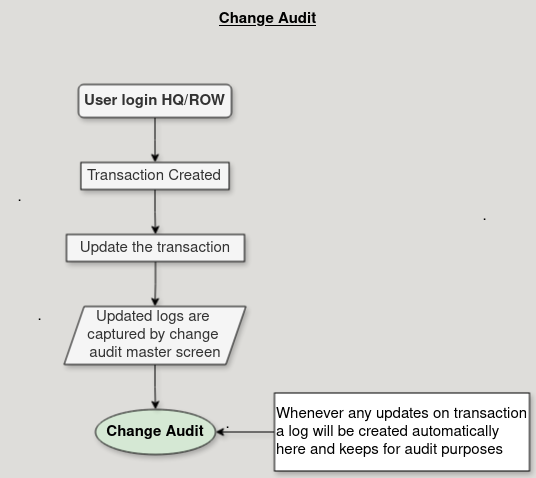 Change Audit
User login HQ/ROW
Transaction Created
Update the transaction
Updated logs are
captured by change
audit master screen
Change Audit
Whenever any updates on transaction
a log will be created automatically
here and keeps for audit purposes